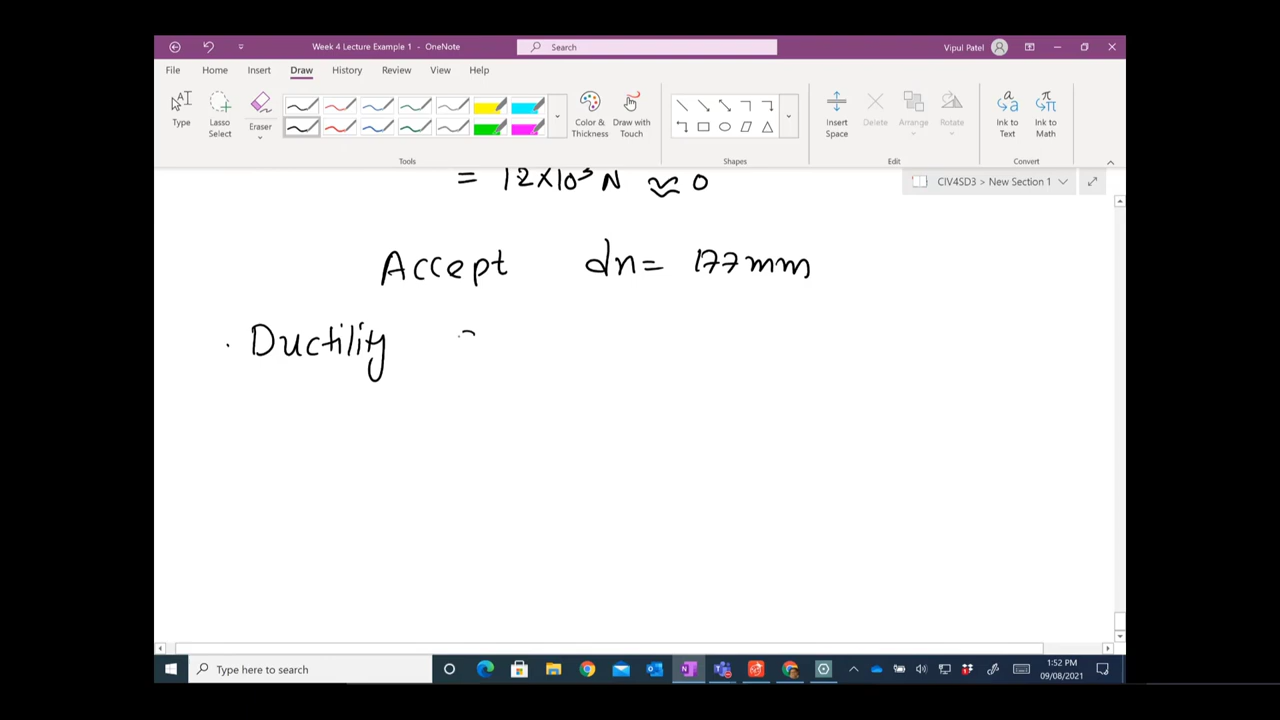 Week 4 Lecture Example 1 - OneNote
Search
Vipul Patel
File Home Insert Draw History Review View Help
Type
Lasso Select
Eraser
Color & Thickness
Draw with Touch
Insert Space
Delete
Arrange
Rotate
Ink to Text
Ink to Math
Tools
Shapes
Edit
Convert
CIV4SD3 > New Section 1
= 12×10³ N ≈ 0
Accept dn = 177mm
. Ductility
Type here to search
1:52 PM
09/08/2021